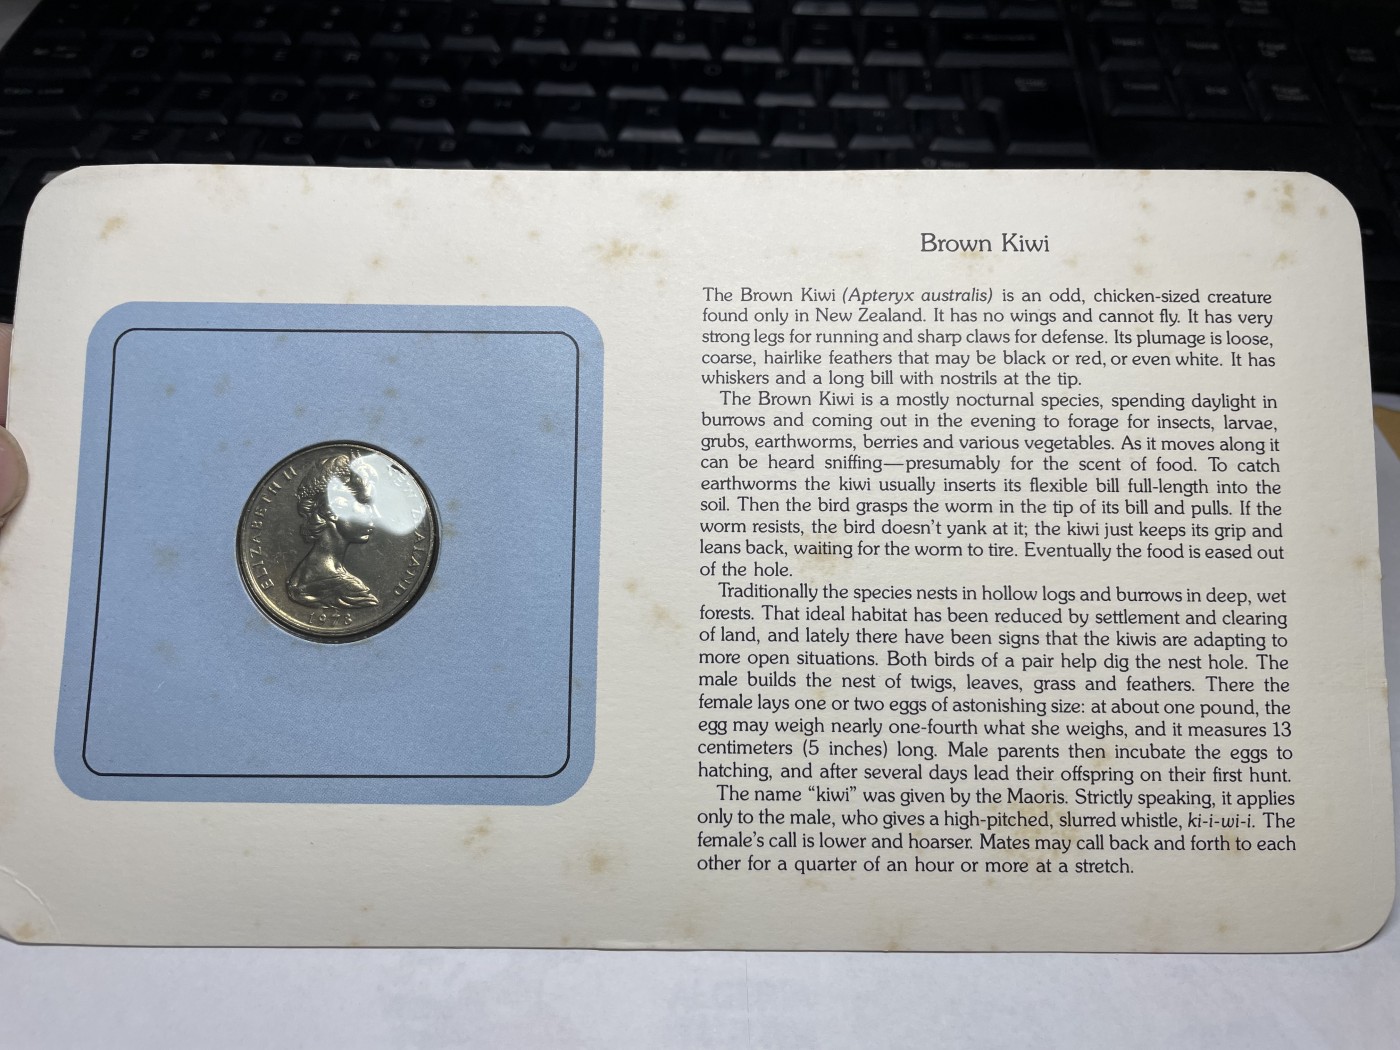 ELIZABETH II
1978
Brown Kiwi
The Brown Kiwi (Apteryx australis) is an odd, chicken-sized creature
found only in New Zealand. It has no wings and cannot fly. It has very
strong legs for running and sharp claws for defense. Its plumage is loose,
coarse, hairlike feathers that may be black or red, or even white. It has
whiskers and a long bill with nostrils at the tip.
The Brown Kiwi is a mostly nocturnal species, spending daylight in
burrows and coming out in the evening to forage for insects, larvae,
grubs, earthworms, berries and various vegetables. As it moves along it
can be heard sniffing—presumably for the scent of food. To catch
earthworms the kiwi usually inserts its flexible bill full-length into the
soil. Then the bird grasps the worm in the tip of its bill and pulls. If the
worm resists, the bird doesn't yank at it; the kiwi just keeps its grip and
leans back, waiting for the worm to tire. Eventually the food is eased out
of the hole.
Traditionally the species nests in hollow logs and burrows in deep, wet
forests. That ideal habitat has been reduced by settlement and clearing
of land, and lately there have been signs that the kiwis are adapting to
more open situations. Both birds of a pair help dig the nest hole. The
male builds the nest of twigs, leaves, grass and feathers. There the
female lays one or two eggs of astonishing size: at about one pound, the
egg may weigh nearly one-fourth what she weighs, and it measures 13
centimeters (5 inches) long. Male parents then incubate the eggs to
hatching, and after several days lead their offspring on their first hunt.
The name "kiwi" was given by the Maoris. Strictly speaking, it applies
only to the male, who gives a high-pitched, slurred whistle, ki-i-wi-i. The
female's call is lower and hoarser. Mates may call back and forth to each
other for a quarter of an hour or more at a stretch.